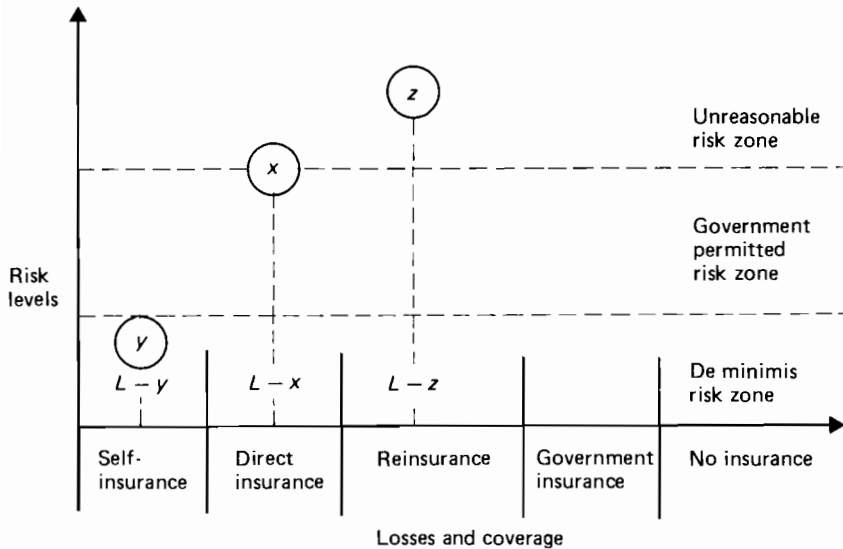 z
Unreasonable
risk zone
x
Government
permitted
risk zone
Risk
levels
y
L – y
L – x
L – z
De minimis
risk zone
Self-
insurance
Direct
insurance
Reinsurance
Government
insurance
No insurance
Losses and coverage